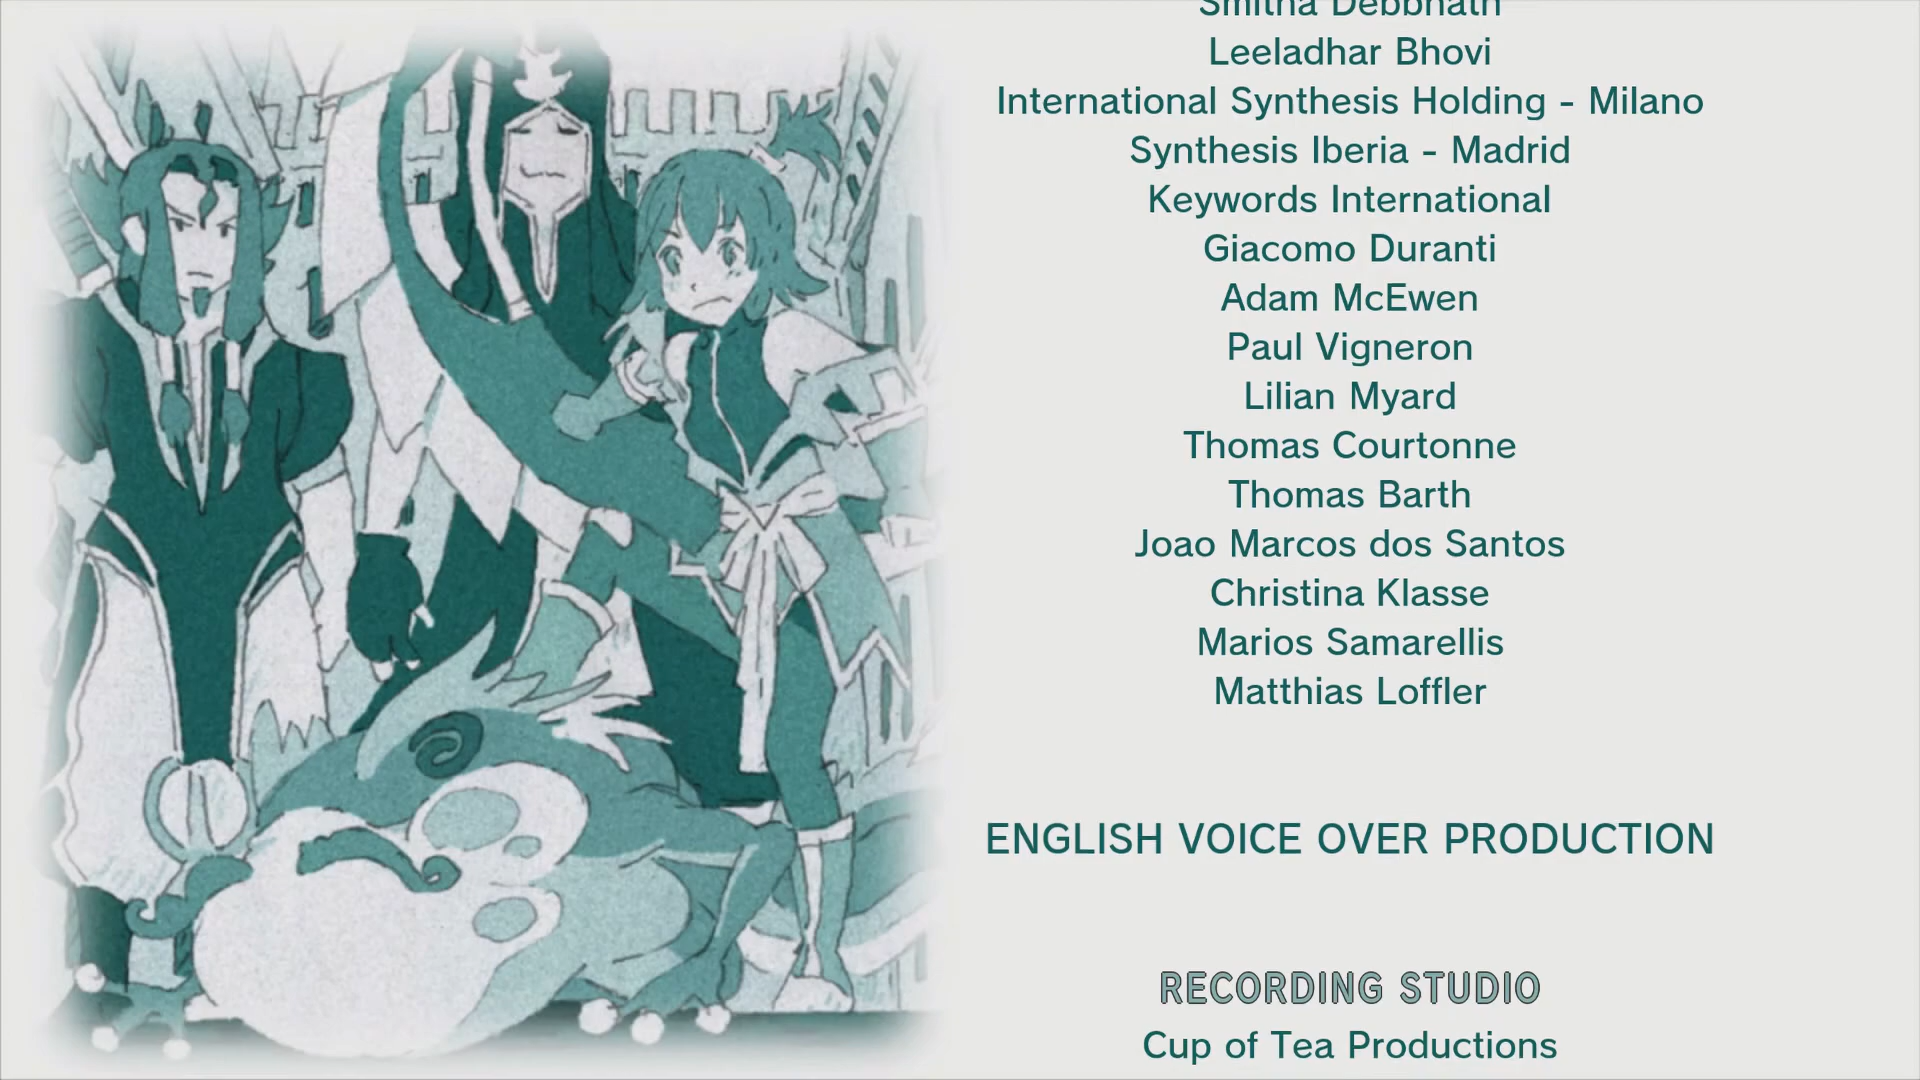 Smitha Debbnath
Leeladhar Bhovi
International Synthesis Holding - Milano
Synthesis Iberia - Madrid
Keywords International
Giacomo Duranti
Adam McEwen
Paul Vigneron
Lilian Myard
Thomas Courtonne
Thomas Barth
Joao Marcos dos Santos
Christina Klasse
Marios Samarellis
Matthias Loffler
ENGLISH VOICE OVER PRODUCTION
RECORDING STUDIO
Cup of Tea Productions